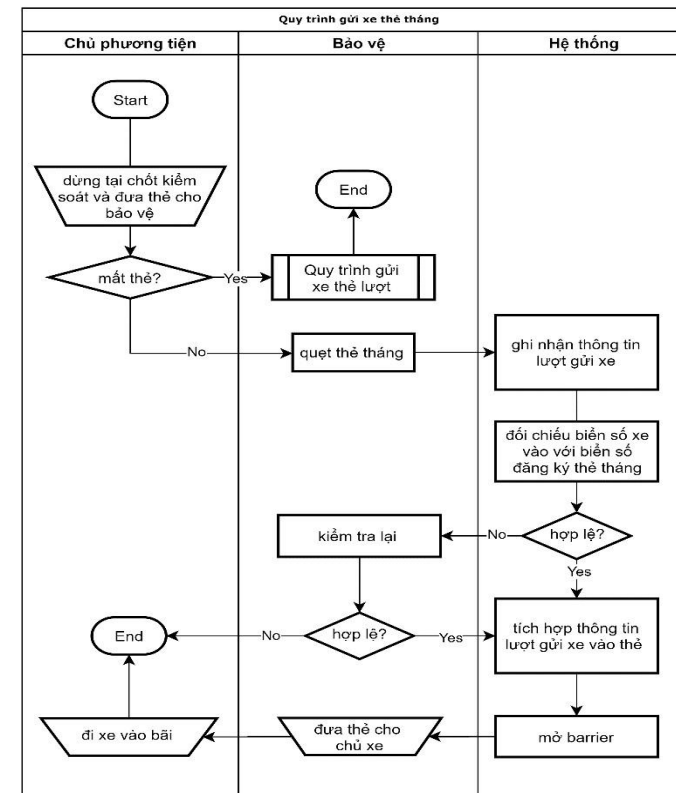 Quy trình gửi xe thẻ tháng
Chủ phương tiện
Bảo vệ
Hệ thống
Start
dừng tại chốt kiểm
soát và đưa thẻ cho
bảo vệ
End
mất thẻ?
Yes
Quy trình gửi
xe thẻ lượt
No
quẹt thẻ tháng
ghi nhận thông tin
lượt gửi xe
đối chiếu biển số xe
vào với biển số
đăng ký thẻ tháng
kiểm tra lại
No
hợp lệ?
Yes
End
No
hợp lệ?
Yes
tích hợp thông tin
lượt gửi xe vào thẻ
đi xe vào bãi
đưa thẻ cho
chủ xe
mở barrier